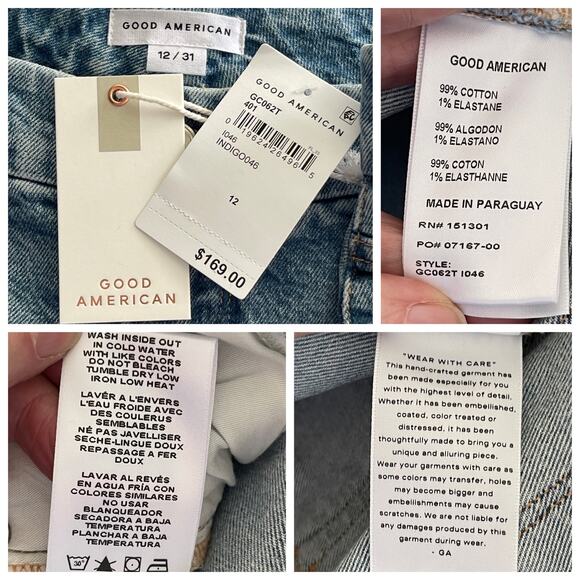 GOOD AMERICAN
12 / 31
GOOD AMERICAN
GC062T
401
0 19624 26496 5
I046
INDIGO046
12
$169.00
GOOD
AMERICAN
GOOD AMERICAN
99% COTTON
1% ELASTANE
99% ALGODON
1% ELASTANO
99% COTON
1% ELASTHANNE
MADE IN PARAGUAY
RN# 151301
PO# 07167-00
STYLE:
GC062T I046
WASH INSIDE OUT
IN COLD WATER
WITH LIKE COLORS
DO NOT BLEACH
TUMBLE DRY LOW
IRON LOW HEAT
LAVÉR A L'ENVERS
L'EAU FROIDE AVEC
DES COULERUS
SEMBLABLES
NÉ PAS JAVELLISER
SECHE-LINGUE DOUX
REPASSAGE A FER
DOUX
LAVAR AL REVÉS
EN AGUA FRÍA CON
COLORES SIMILARES
NO USAR
BLANQUEADOR
SECADORA A BAJA
TEMPERATURA
PLANCHAR A BAJA
TEMPERATURA
30°
"WEAR WITH CARE"
This hand-crafted garment has
been made especially for you
with the highest level of detail.
Whether it has been embellished,
coated, color treated or
distressed, it has been
thoughtfully made to bring you a
unique and alluring piece.
Wear your garments with care as
some colors may transfer, holes
may become bigger and
embellishments may cause
scratches. We are not liable for
any damages produced by this
garment during wear.
- GA